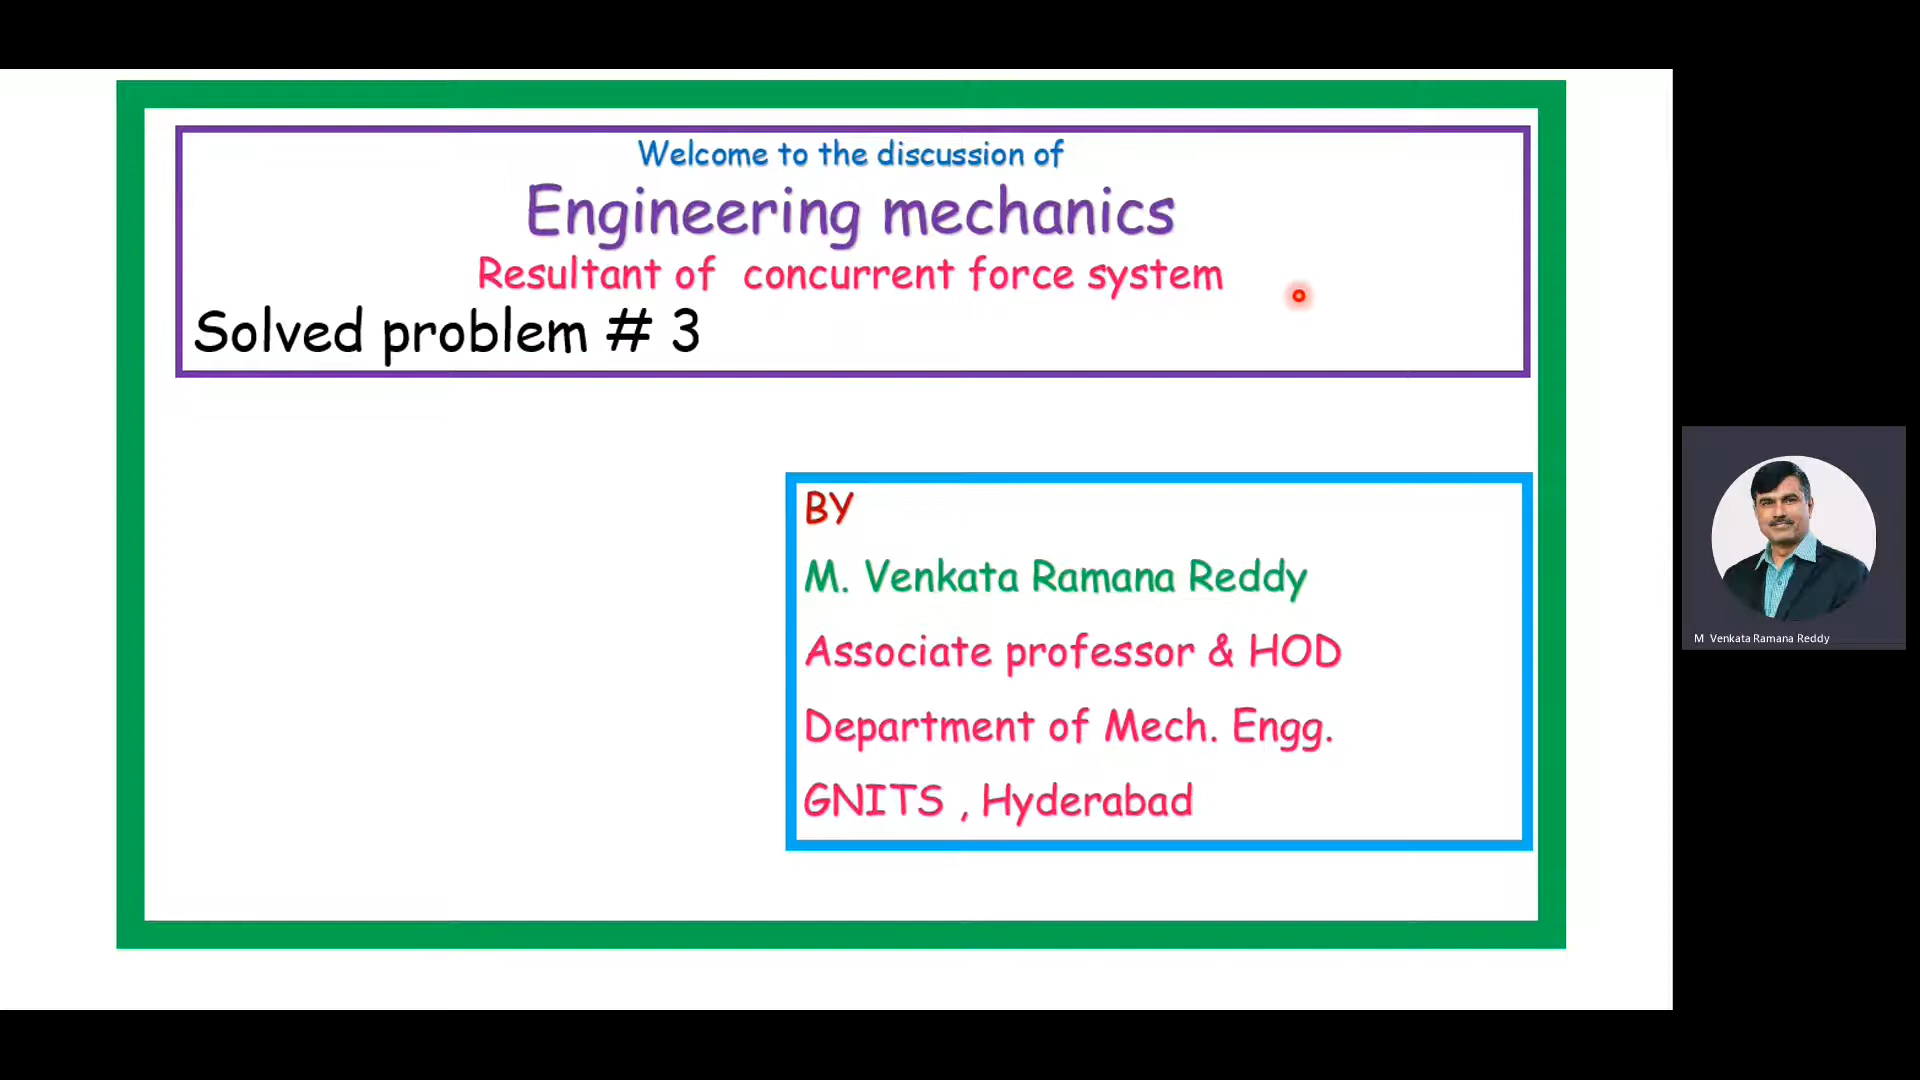 Welcome to the discussion of
Engineering mechanics
Resultant of concurrent force system
Solved problem # 3
BY
M. Venkata Ramana Reddy
Associate professor & HOD
Department of Mech. Engg.
GNITS , Hyderabad
M Venkata Ramana Reddy